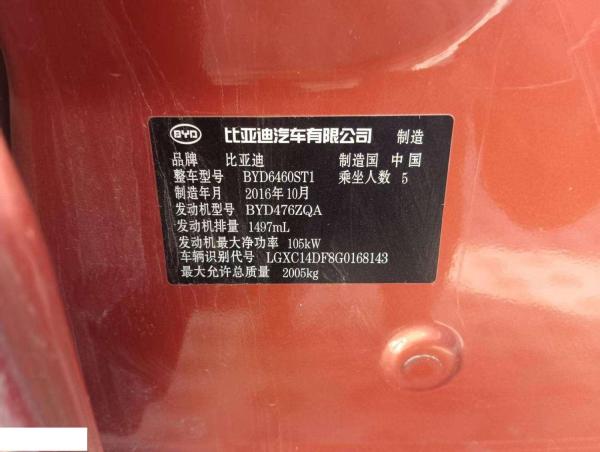 BYD 比亚迪汽车有限公司 制造
品牌 比亚迪 制造国 中国
整车型号 BYD6460ST1 乘坐人数 5
制造年月 2016年10月
发动机型号 BYD476ZQA
发动机排量 1497mL
发动机最大净功率 105kW
车辆识别代号 LGXC14DF8G0168143
最大允许总质量 2005kg